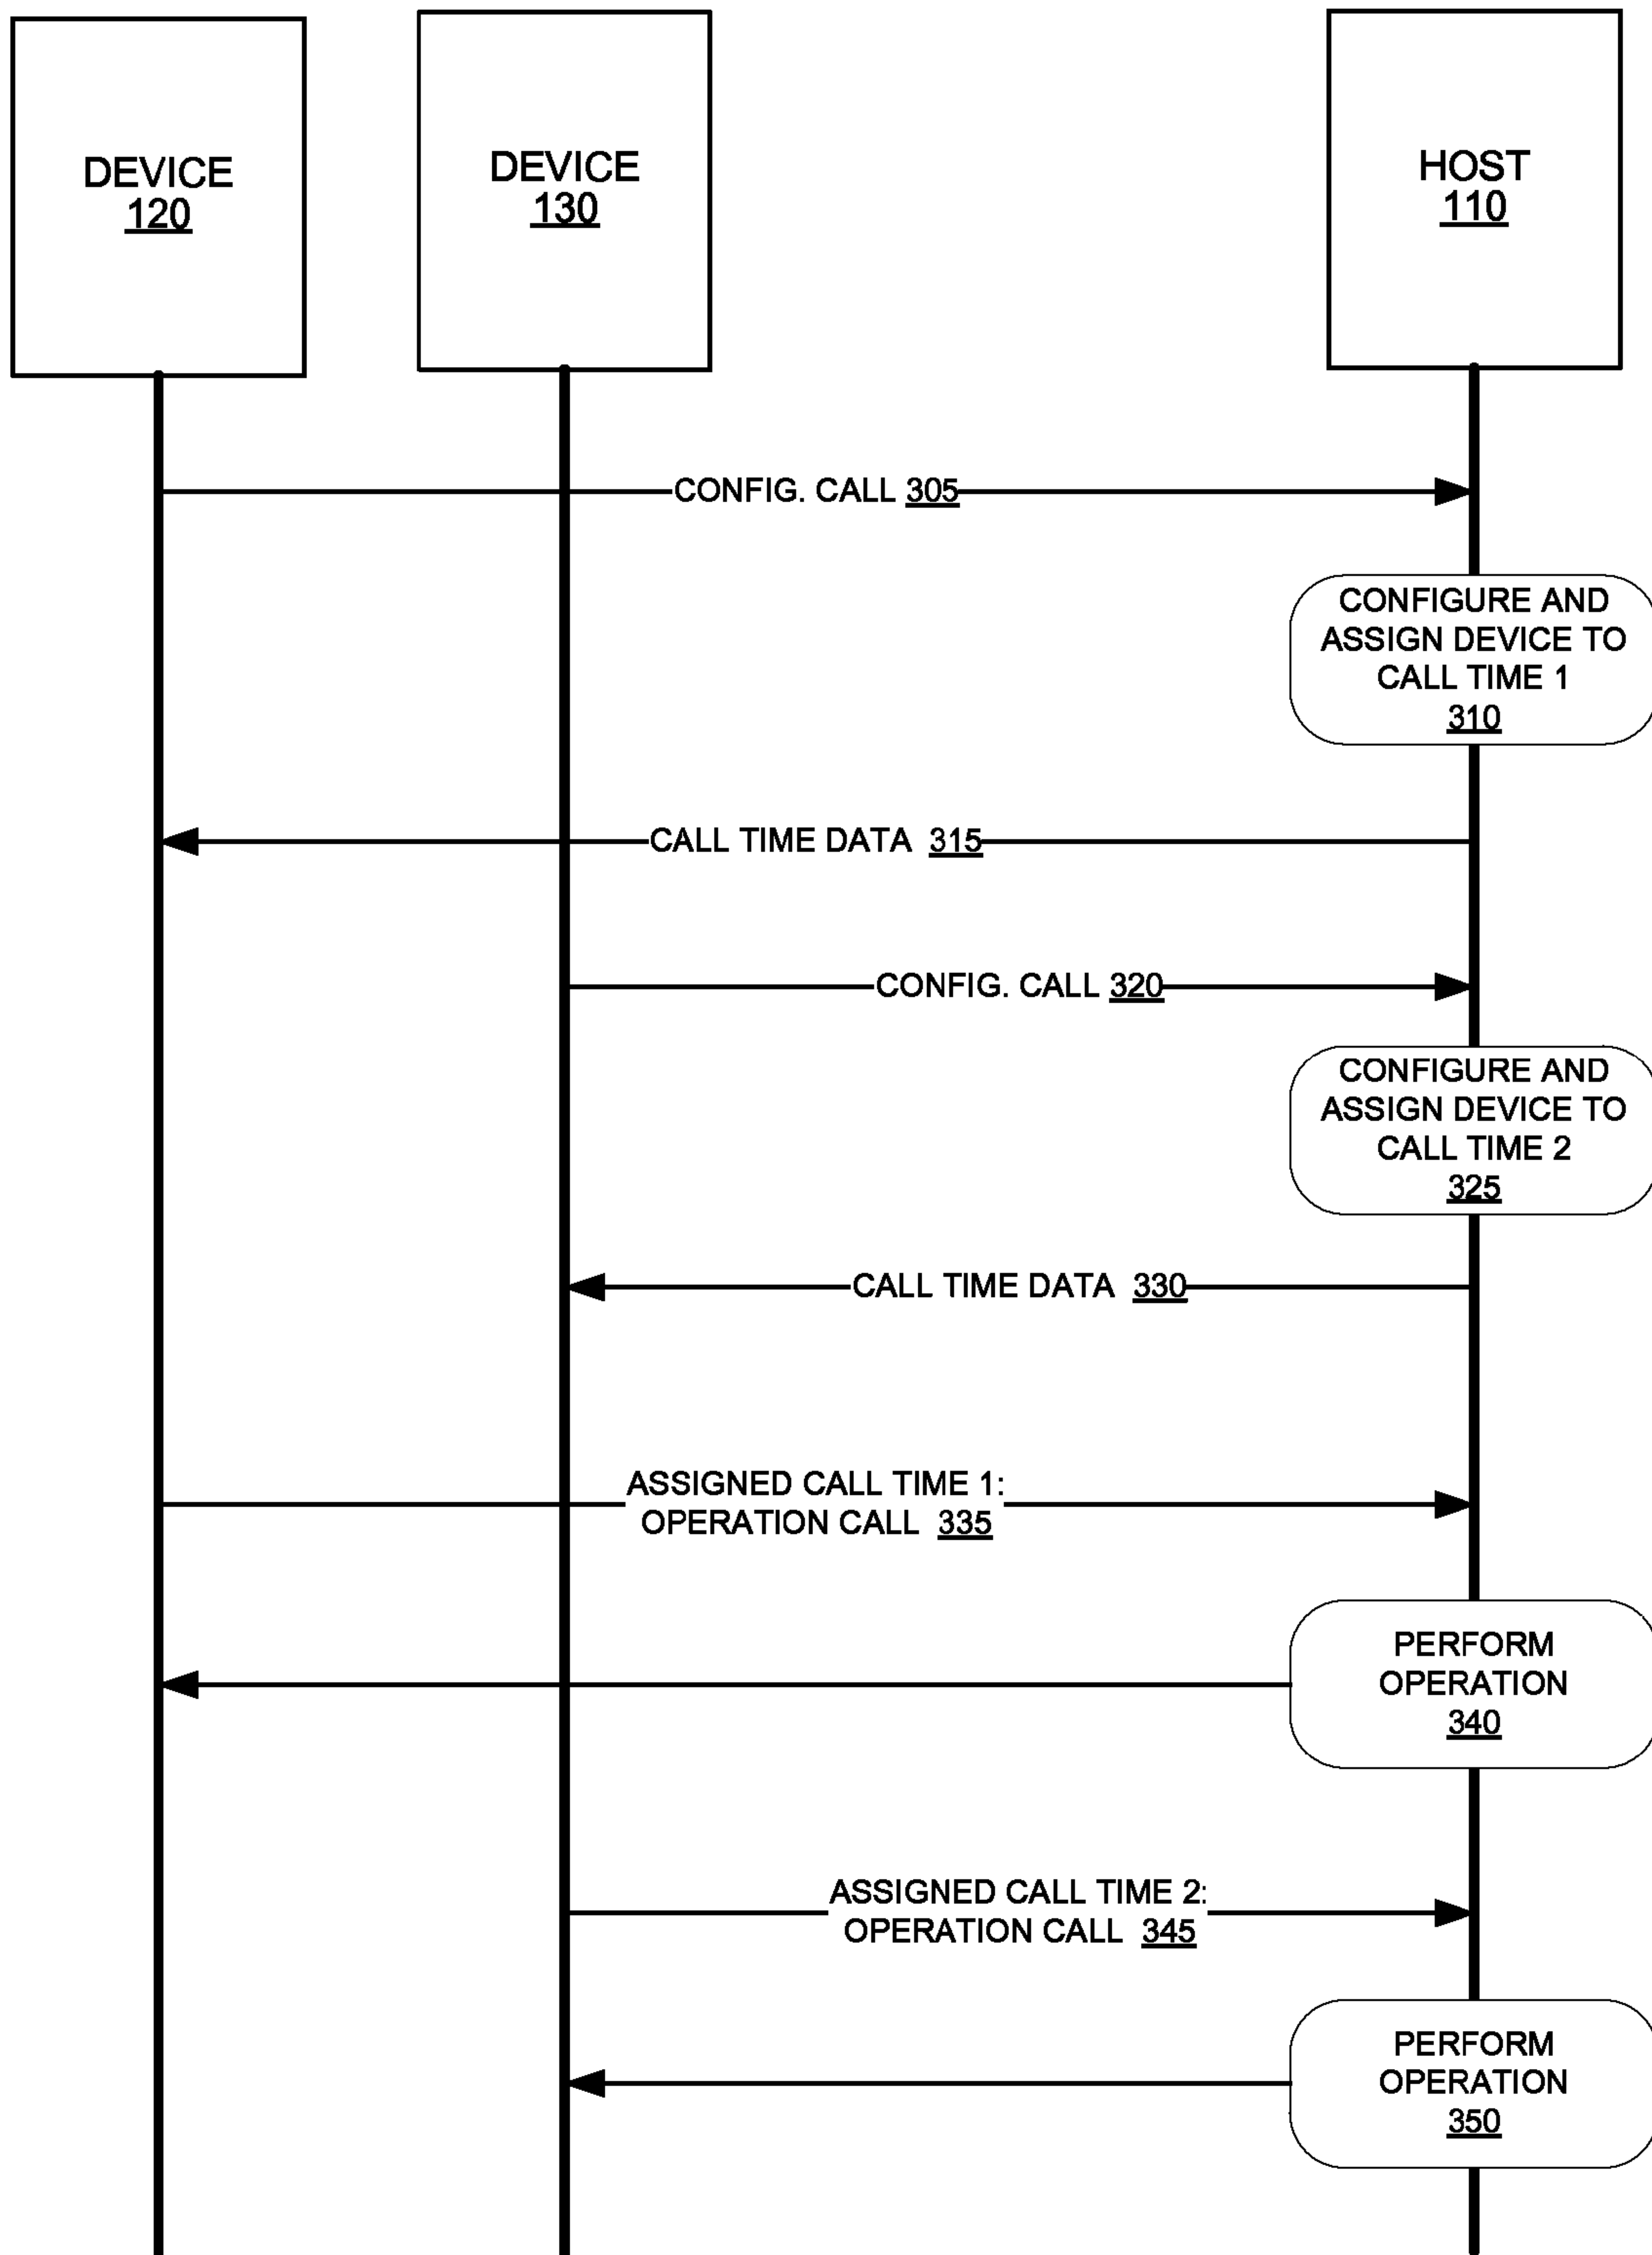 DEVICE
120
DEVICE
130
HOST
110
CONFIG. CALL 305
CONFIGURE AND
ASSIGN DEVICE TO
CALL TIME 1
310
CALL TIME DATA 315
CONFIG. CALL 320
CONFIGURE AND
ASSIGN DEVICE TO
CALL TIME 2
325
CALL TIME DATA 330
ASSIGNED CALL TIME 1:
OPERATION CALL 335
PERFORM
OPERATION
340
ASSIGNED CALL TIME 2:
OPERATION CALL 345
PERFORM
OPERATION
350